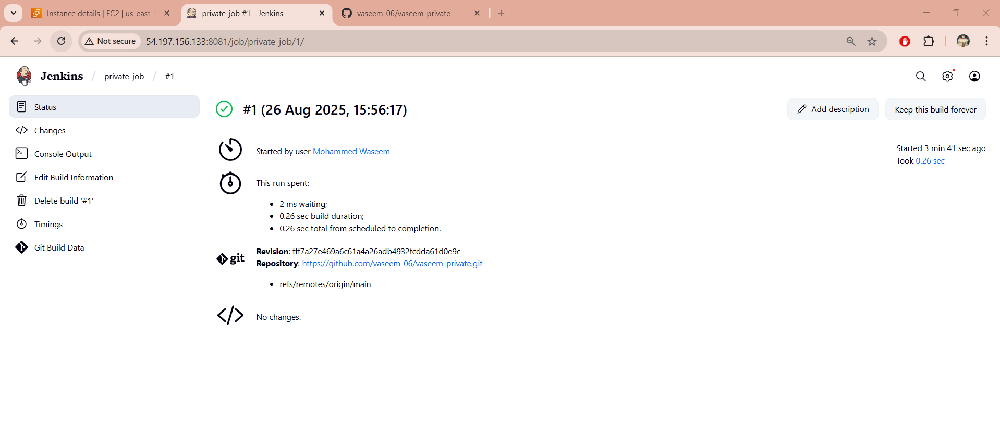 Instance details | EC2 | us-east-
private-job #1 - Jenkins
vaseem-06/vaseem-private
Not secure
54.197.156.133:8081/job/private-job/1/
Jenkins / private-job / #1
Status
Changes
Console Output
Edit Build Information
Delete build ‘#1’
Timings
Git Build Data
#1 (26 Aug 2025, 15:56:17)
Add description
Keep this build forever
Started by user Mohammed Waseem
Started 3 min 41 sec ago
Took 0.26 sec
This run spent:
• 2 ms waiting;
• 0.26 sec build duration;
• 0.26 sec total from scheduled to completion.
git
Revision: fff7a27e469a6c61a4a26adb4932fcdda61d0e9c
Repository: https://github.com/vaseem-06/vaseem-private.git
• refs/remotes/origin/main
No changes.